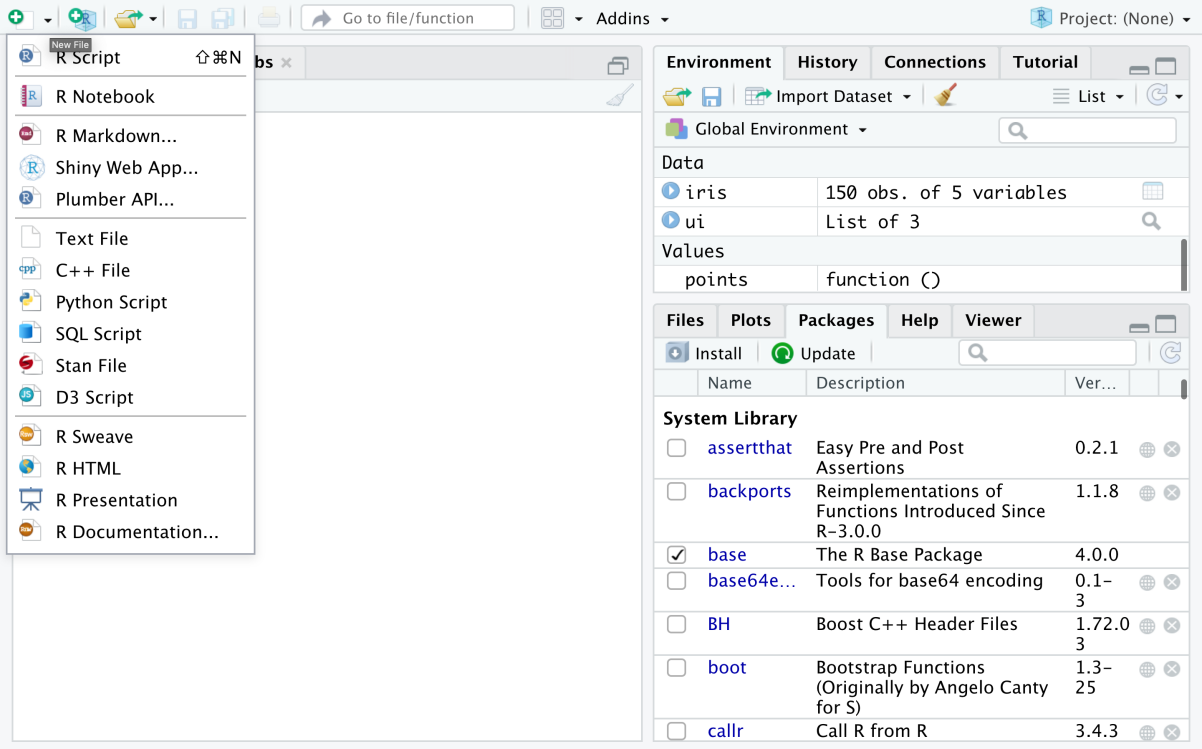 Go to file/function
Addins
Project: (None)
New File
R Script ⇧⌘N
R Notebook
R Markdown...
Shiny Web App...
Plumber API...
Text File
C++ File
Python Script
SQL Script
Stan File
D3 Script
R Sweave
R HTML
R Presentation
R Documentation...
bs
Environment History Connections Tutorial
Import Dataset List
Global Environment
Data
iris 150 obs. of 5 variables
ui List of 3
Values
points function ()
Files Plots Packages Help Viewer
Install Update
Name Description Ver...
System Library
assertthat Easy Pre and Post 0.2.1
Assertions
backports Reimplementations of 1.1.8
Functions Introduced Since
R-3.0.0
base The R Base Package 4.0.0
base64e... Tools for base64 encoding 0.1-
3
BH Boost C++ Header Files 1.72.0
3
boot Bootstrap Functions 1.3-
(Originally by Angelo Canty 25
for S)
callr Call R from R 3.4.3